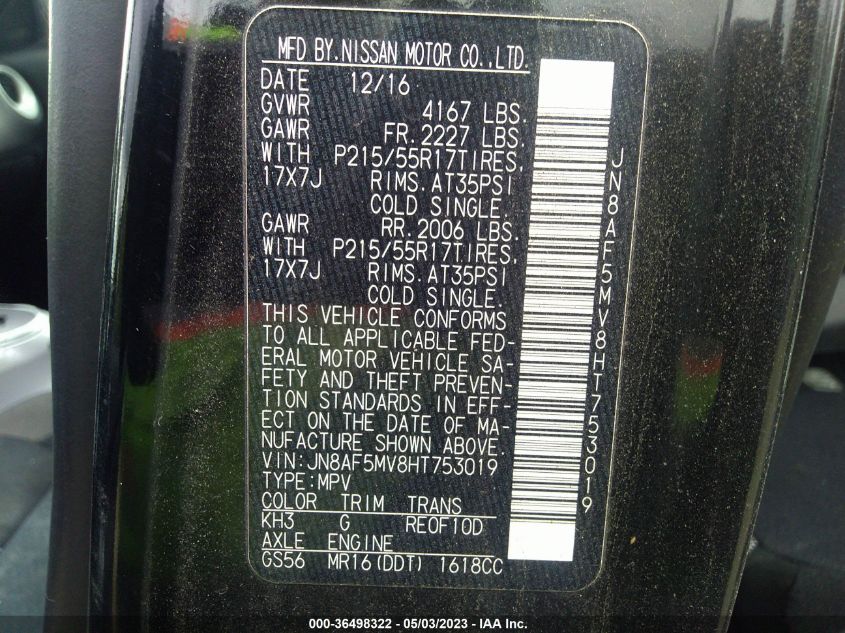 MFD BY.NISSAN MOTOR CO.,LTD.
DATE 12/16
GVWR 4167 LBS.
GAWR FR.2227 LBS.
WITH P215/55R17TIRES,
17X7J RIMS.AT35PSI
COLD SINGLE.
GAWR RR.2006 LBS.
WITH P215/55R17TIRES,
17X7J RIMS.AT35PSI
COLD SINGLE.
THIS VEHICLE CONFORMS
TO ALL APPLICABLE FED-
ERAL MOTOR VEHICLE SA-
FETY AND THEFT PREVEN-
TION STANDARDS IN EFF-
ECT ON THE DATE OF MA-
NUFACTURE SHOWN ABOVE.
VIN:JN8AF5MV8HT753019
TYPE:MPV
COLOR TRIM TRANS
KH3 G RE0F10D
AXLE ENGINE
GS56 MR16(DDT) 1618CC
JN8AF5MV8HT753019
000-36498322 - 05/03/2023 - IAA Inc.